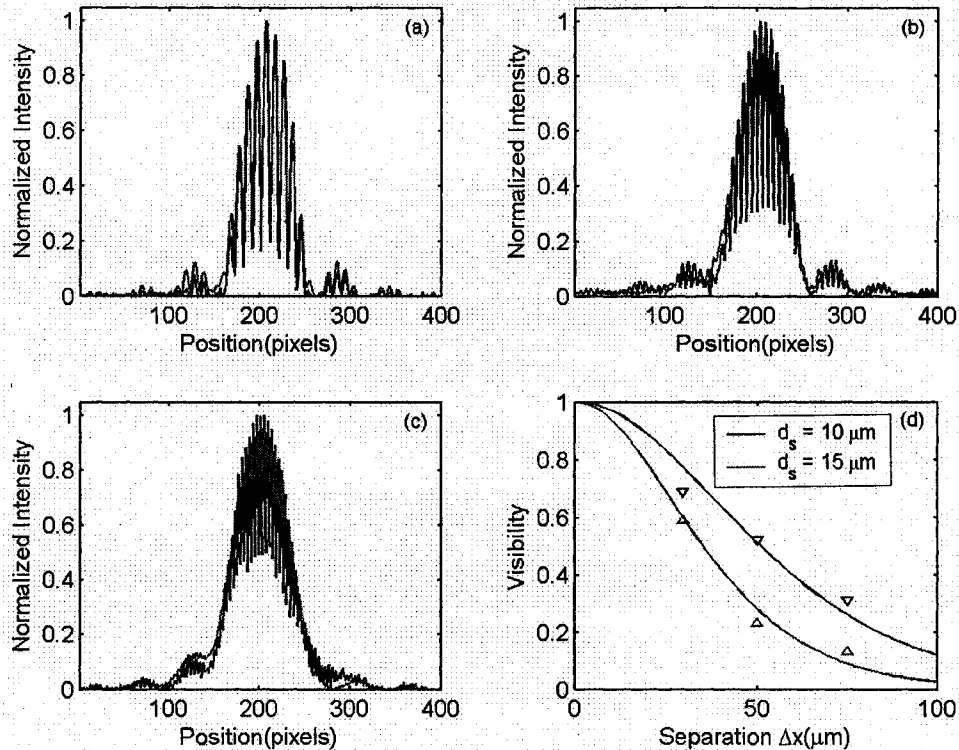 (a)
Normalized Intensity
1
0.8
0.6
0.4
0.2
0
100
200
300
400
Position(pixels)
(b)
Normalized Intensity
1
0.8
0.6
0.4
0.2
0
0
100
200
300
400
Position(pixels)
(c)
Normalized Intensity
1
0.8
0.6
0.4
0.2
0
0
100
200
300
400
Position(pixels)
(d)
Visibility
1
0.8
0.6
0.4
0.2
0
0
50
100
Separation Δx(μm)
d_s = 10 μm
d_s = 15 μm